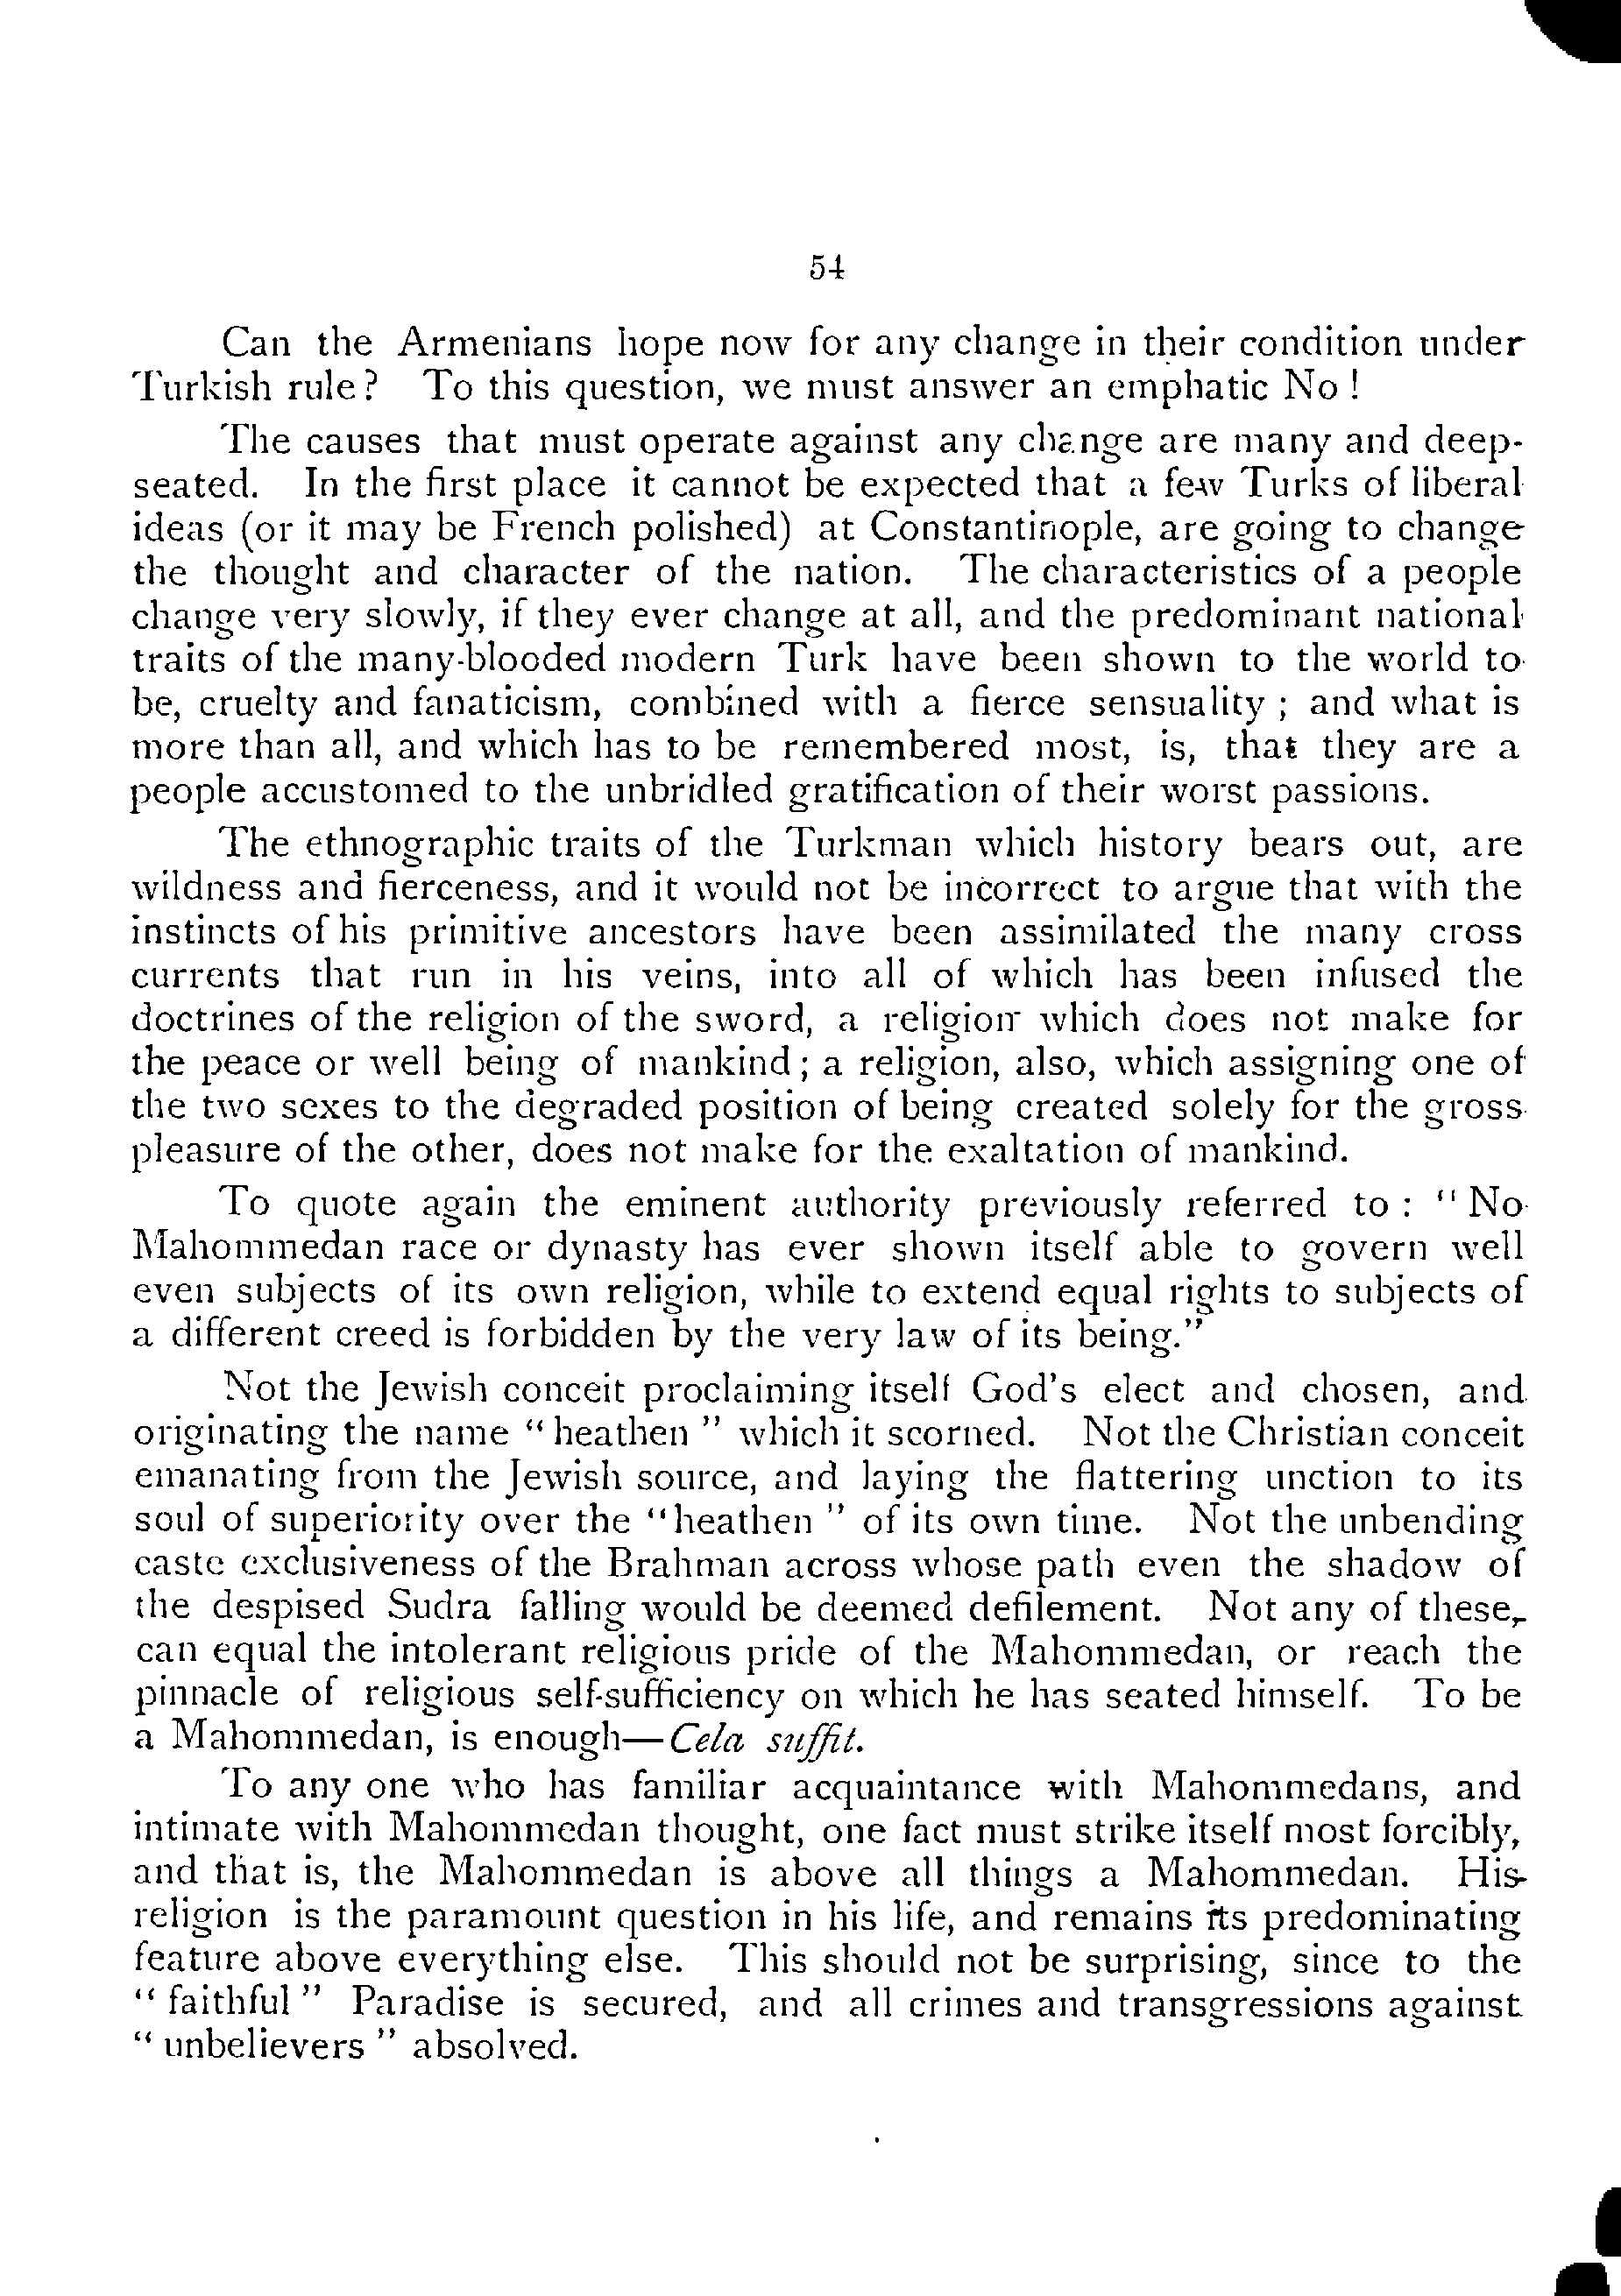 54
Can the Armenians hope now for any change in their condition under
Turkish rule? To this question, we must answer an emphatic No!
The causes that must operate against any change are many and deep-
seated. In the first place it cannot be expected that a few Turks of liberal
ideas (or it may be French polished) at Constantinople, are going to change
the thought and character of the nation. The characteristics of a people
change very slowly, if they ever change at all, and the predominant national
traits of the many-blooded modern Turk have been shown to the world to
be, cruelty and fanaticism, combined with a fierce sensuality; and what is
more than all, and which has to be remembered most, is, that they are a
people accustomed to the unbridled gratification of their worst passions.
The ethnographic traits of the Turkman which history bears out, are
wildness and fierceness, and it would not be incorrect to argue that with the
instincts of his primitive ancestors have been assimilated the many cross
currents that run in his veins, into all of which has been infused the
doctrines of the religion of the sword, a religion which does not make for
the peace or well being of mankind; a religion, also, which assigning one of
the two sexes to the degraded position of being created solely for the gross
pleasure of the other, does not make for the exaltation of mankind.
To quote again the eminent authority previously referred to: "No
Mahommedan race or dynasty has ever shown itself able to govern well
even subjects of its own religion, while to extend equal rights to subjects of
a different creed is forbidden by the very law of its being."
Not the Jewish conceit proclaiming itself God's elect and chosen, and
originating the name "heathen" which it scorned. Not the Christian conceit
emanating from the Jewish source, and laying the flattering unction to its
soul of superiority over the "heathen" of its own time. Not the unbending
caste exclusiveness of the Brahman across whose path even the shadow of
the despised Sudra falling would be deemed defilement. Not any of these,
can equal the intolerant religious pride of the Mahommedan, or reach the
pinnacle of religious self-sufficiency on which he has seated himself. To be
a Mahommedan, is enough—Cela suffit.
To any one who has familiar acquaintance with Mahommedans, and
intimate with Mahommedan thought, one fact must strike itself most forcibly,
and that is, the Mahommedan is above all things a Mahommedan. His
religion is the paramount question in his life, and remains its predominating
feature above everything else. This should not be surprising, since to the
"faithful" Paradise is secured, and all crimes and transgressions against
"unbelievers" absolved.